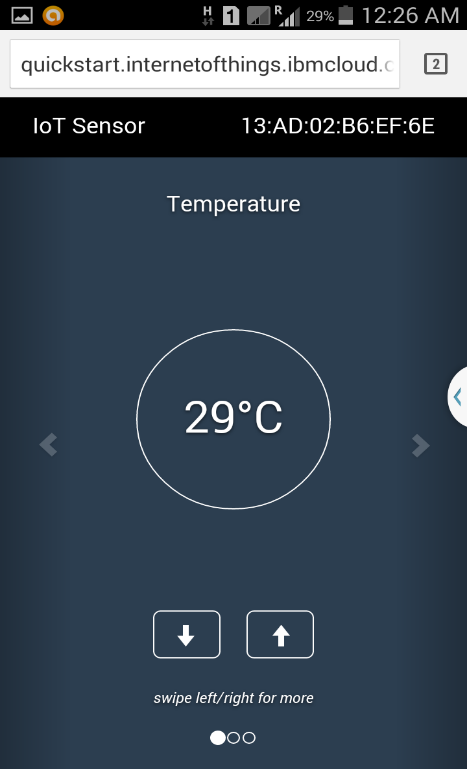 H 1 R 29% 12:26 AM
quickstart.internetofthings.ibmcloud.c
2
IoT Sensor 13:AD:02:B6:EF:6E
Temperature
29°C
swipe left/right for more